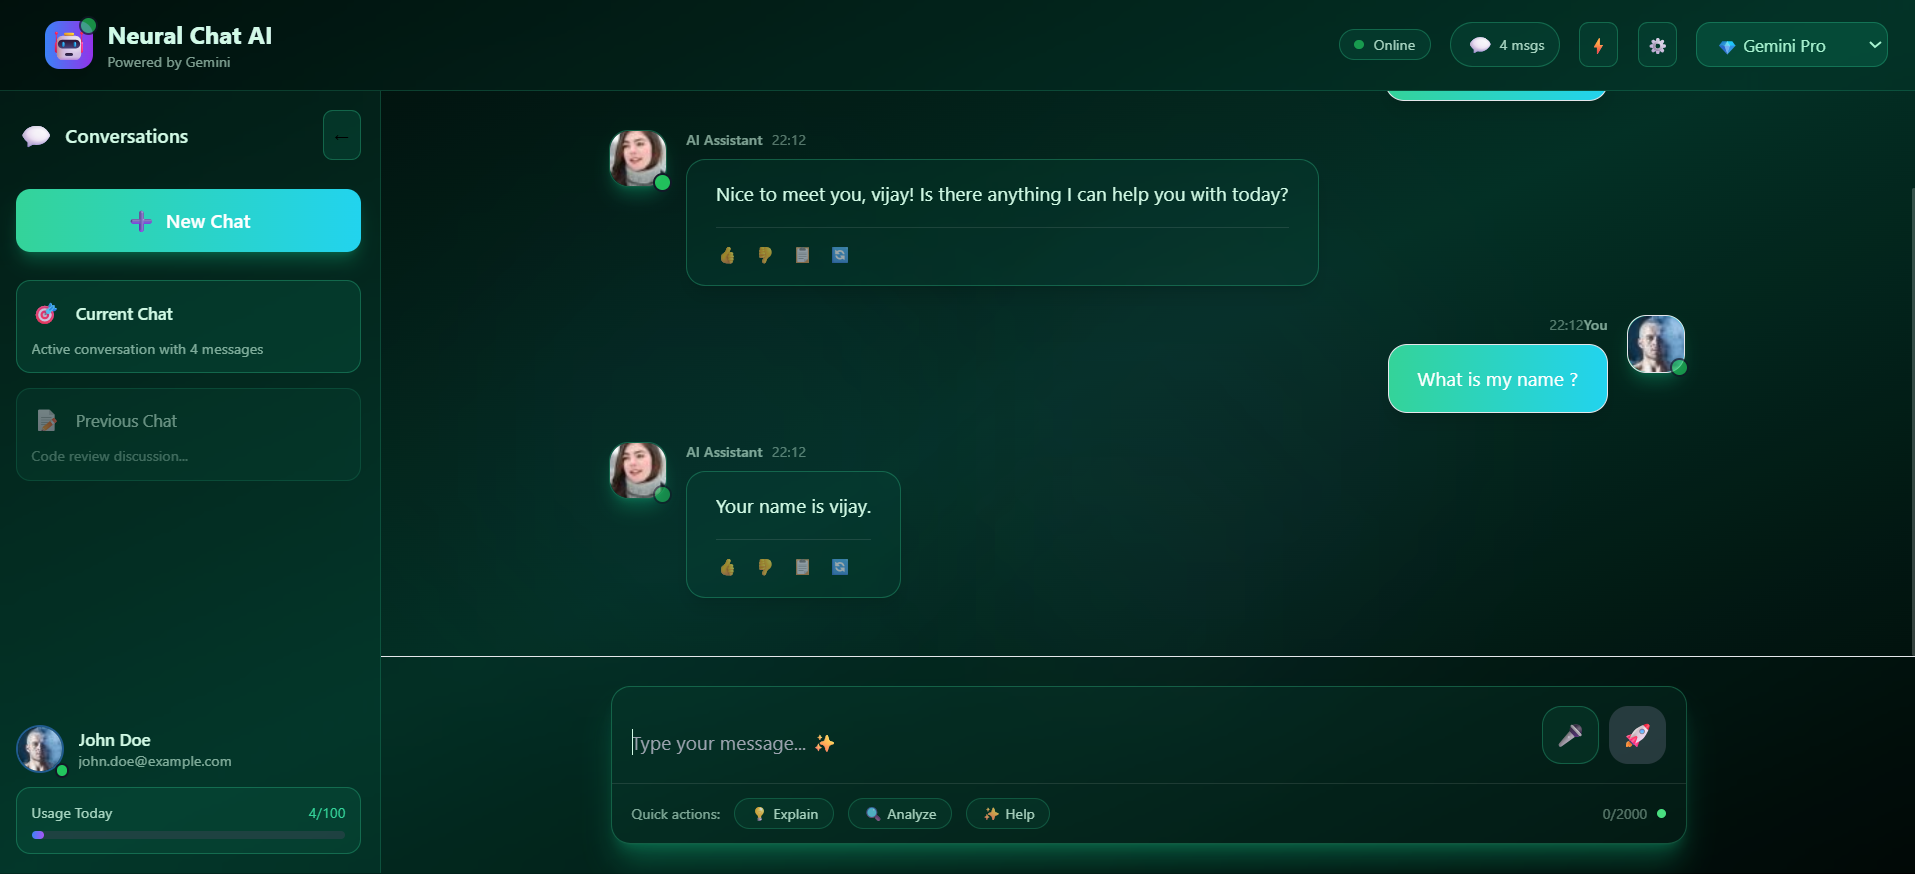 Neural Chat AI
Powered by Gemini
Online
4 msgs
Gemini Pro
Conversations
←
New Chat
Current Chat
Active conversation with 4 messages
Previous Chat
Code review discussion...
AI Assistant 22:12
Nice to meet you, vijay! Is there anything I can help you with today?
22:12You
What is my name ?
AI Assistant 22:12
Your name is vijay.
John Doe
john.doe@example.com
Usage Today 4/100
Type your message... ✨
Quick actions: Explain Analyze Help
0/2000